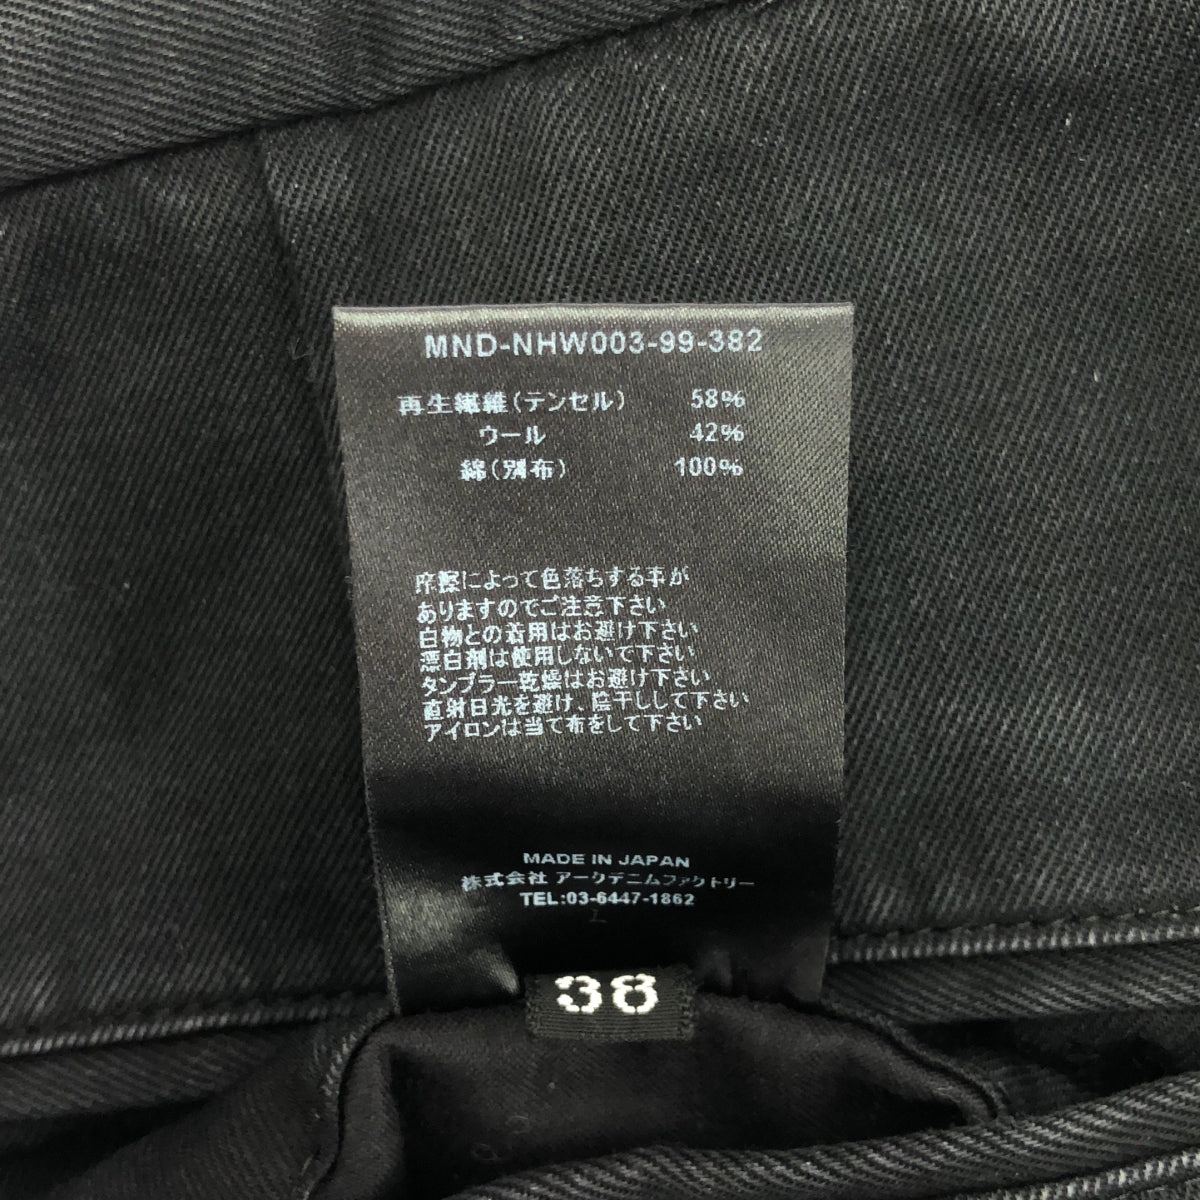 MND-NHW003-99-382
再生繊維(テンセル) 58%
ウール 42%
綿(別布) 100%
摩擦によって色落ちする事が
ありますのでご注意下さい
白物との着用はお避け下さい
漂白剤は使用しないで下さい
タンブラー乾燥はお避け下さい
直射日光を避け、陰干しして下さい
アイロンは当て布をして下さい
MADE IN JAPAN
株式会社 アークデニムファクトリー
TEL:03-6447-1862
L
38